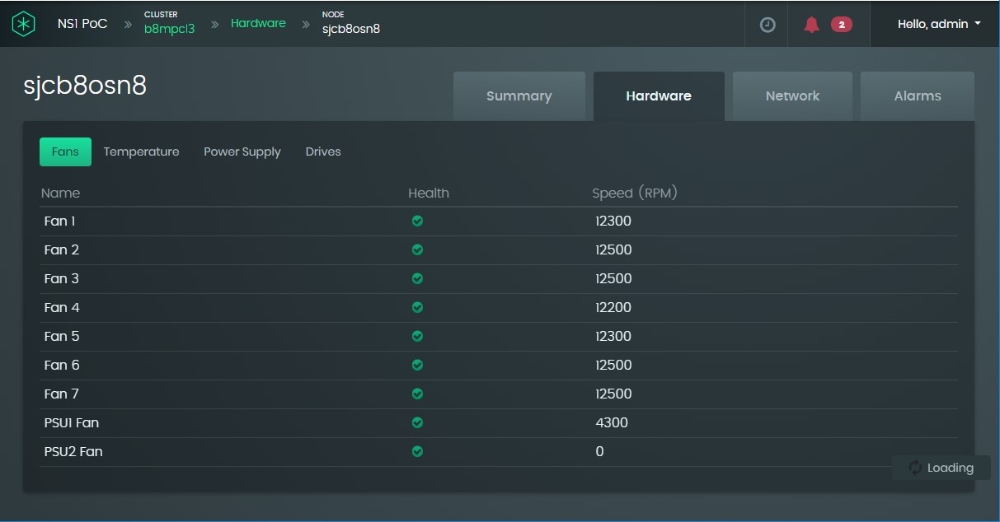 NS1 PoC » CLUSTER b8mpcl3 » Hardware » NODE sjcb8osn8 2 Hello, admin
sjcb8osn8
Summary Hardware Network Alarms
Fans Temperature Power Supply Drives
Name Health Speed (RPM)
Fan 1 12300
Fan 2 12500
Fan 3 12500
Fan 4 12200
Fan 5 12300
Fan 6 12500
Fan 7 12500
PSU1 Fan 4300
PSU2 Fan 0
Loading